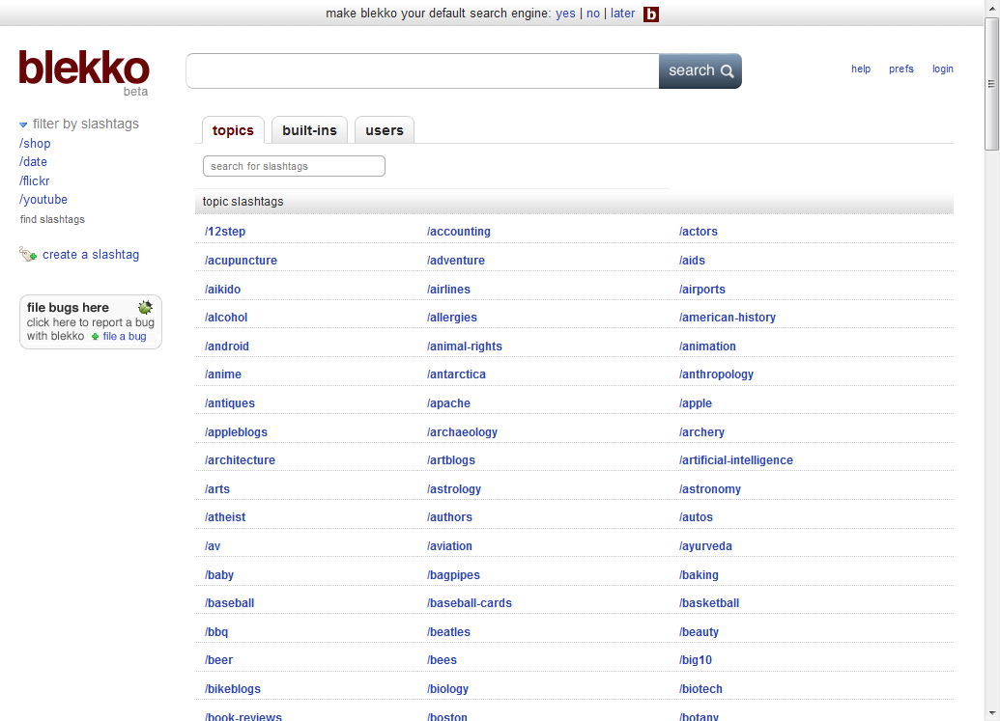 make blekko your default search engine: yes | no | later b
blekko
beta
search
help prefs login
filter by slashtags
/shop
/date
/flickr
/youtube
find slashtags
create a slashtag
file bugs here
click here to report a bug
with blekko file a bug
topics built-ins users
search for slashtags
topic slashtags
/12step /accounting /actors
/acupuncture /adventure /aids
/aikido /airlines /airports
/alcohol /allergies /american-history
/android /animal-rights /animation
/anime /antarctica /anthropology
/antiques /apache /apple
/appleblogs /archaeology /archery
/architecture /artblogs /artificial-intelligence
/arts /astrology /astronomy
/atheist /authors /autos
/av /aviation /ayurveda
/baby /bagpipes /baking
/baseball /baseball-cards /basketball
/bbq /beatles /beauty
/beer /bees /big10
/bikeblogs /biology /biotech
/book-reviews /boston /botany